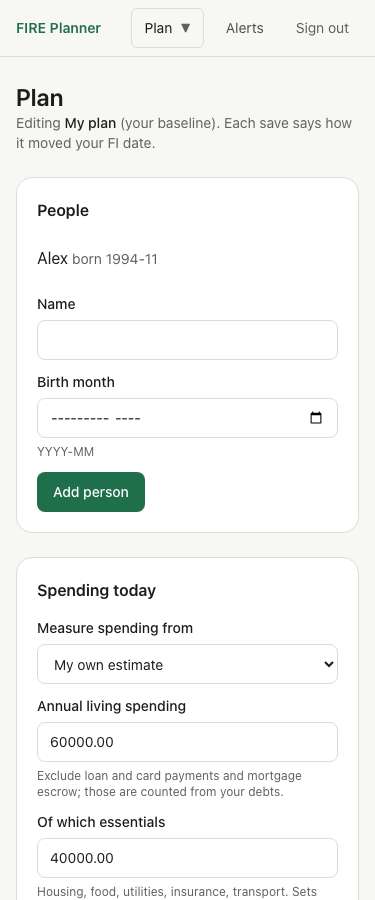 FIRE Planner
Plan ▼
Alerts
Sign out
Plan
Editing My plan (your baseline). Each save says how
it moved your FI date.
People
Alex born 1994-11
Name
Birth month
--------- ----
YYYY-MM
Add person
Spending today
Measure spending from
My own estimate
Annual living spending
60000.00
Exclude loan and card payments and mortgage
escrow; those are counted from your debts.
Of which essentials
40000.00
Housing, food, utilities, insurance, transport. Sets